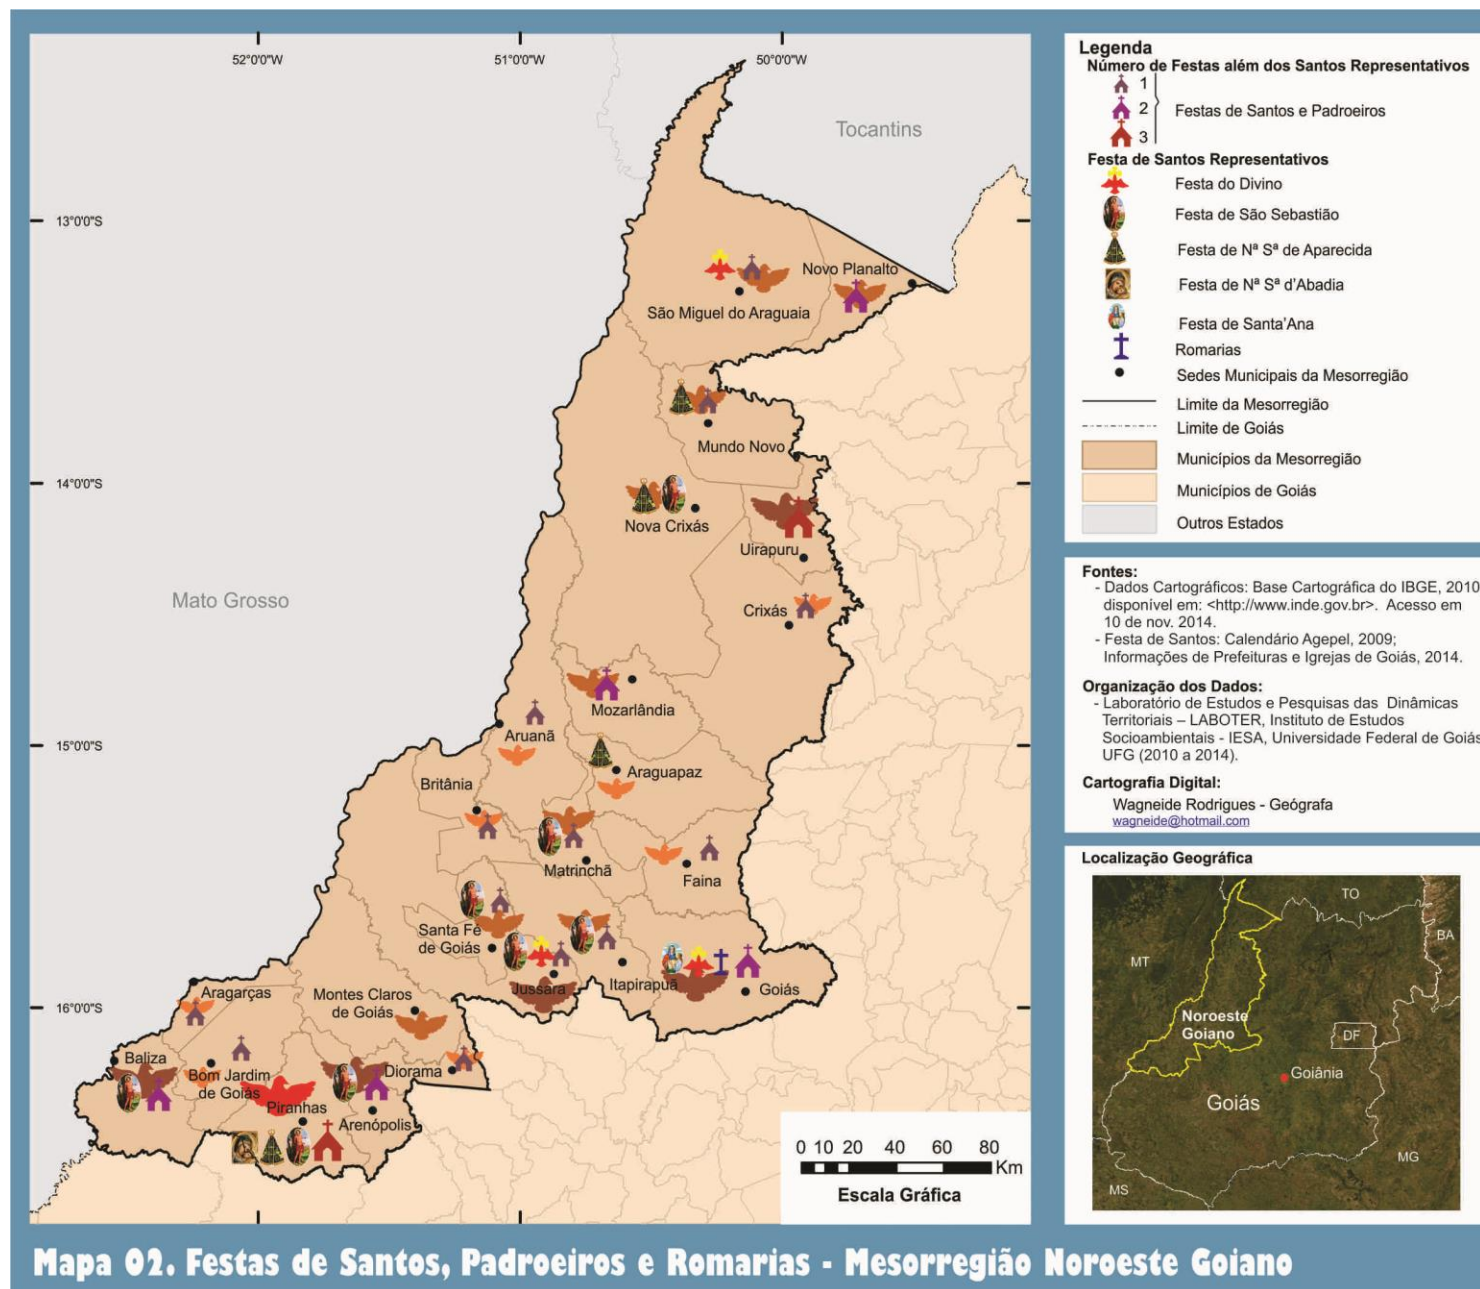 52°0'0"W
51°0'0"W
50°0'0"W
13°0'0"S
14°0'0"S
15°0'0"S
16°0'0"S
Tocantins
Mato Grosso
Novo Planalto
São Miguel do Araguaia
Mundo Novo
Nova Crixás
Uirapuru
Crixás
Mozarlândia
Aruanã
Araguapaz
Britânia
Matrinchã
Faina
Santa Fé
de Goiás
Jussara
Itapirapuã
Goiás
Aragarças
Montes Claros
de Goiás
Baliza
Bom Jardim
de Goiás
Diorama
Piranhas
Arenópolis
0 10 20 40 60 80
Km
Escala Gráfica
Legenda
Número de Festas além dos Santos Representativos
1
2
3
Festas de Santos e Padroeiros
Festa de Santos Representativos
Festa do Divino
Festa de São Sebastião
Festa de Nª Sª de Aparecida
Festa de Nª Sª d'Abadia
Festa de Santa'Ana
Romarias
Sedes Municipais da Mesorregião
Limite da Mesorregião
Limite de Goiás
Municípios da Mesorregião
Municípios de Goiás
Outros Estados
Fontes:
- Dados Cartográficos: Base Cartográfica do IBGE, 2010
disponível em: <http://www.inde.gov.br>. Acesso em
10 de nov. 2014.
- Festa de Santos: Calendário Agepel, 2009;
Informações de Prefeituras e Igrejas de Goiás, 2014.
Organização dos Dados:
- Laboratório de Estudos e Pesquisas das Dinâmicas
Territoriais – LABOTER, Instituto de Estudos
Socioambientais - IESA, Universidade Federal de Goiás
UFG (2010 a 2014).
Cartografia Digital:
Wagneide Rodrigues - Geógrafa
wagneide@hotmail.com
Localização Geográfica
TO
BA
MT
Noroeste
Goiano
DF
Goiânia
Goiás
MG
MS
Mapa 02. Festas de Santos, Padroeiros e Romarias - Mesorregião Noroeste Goiano